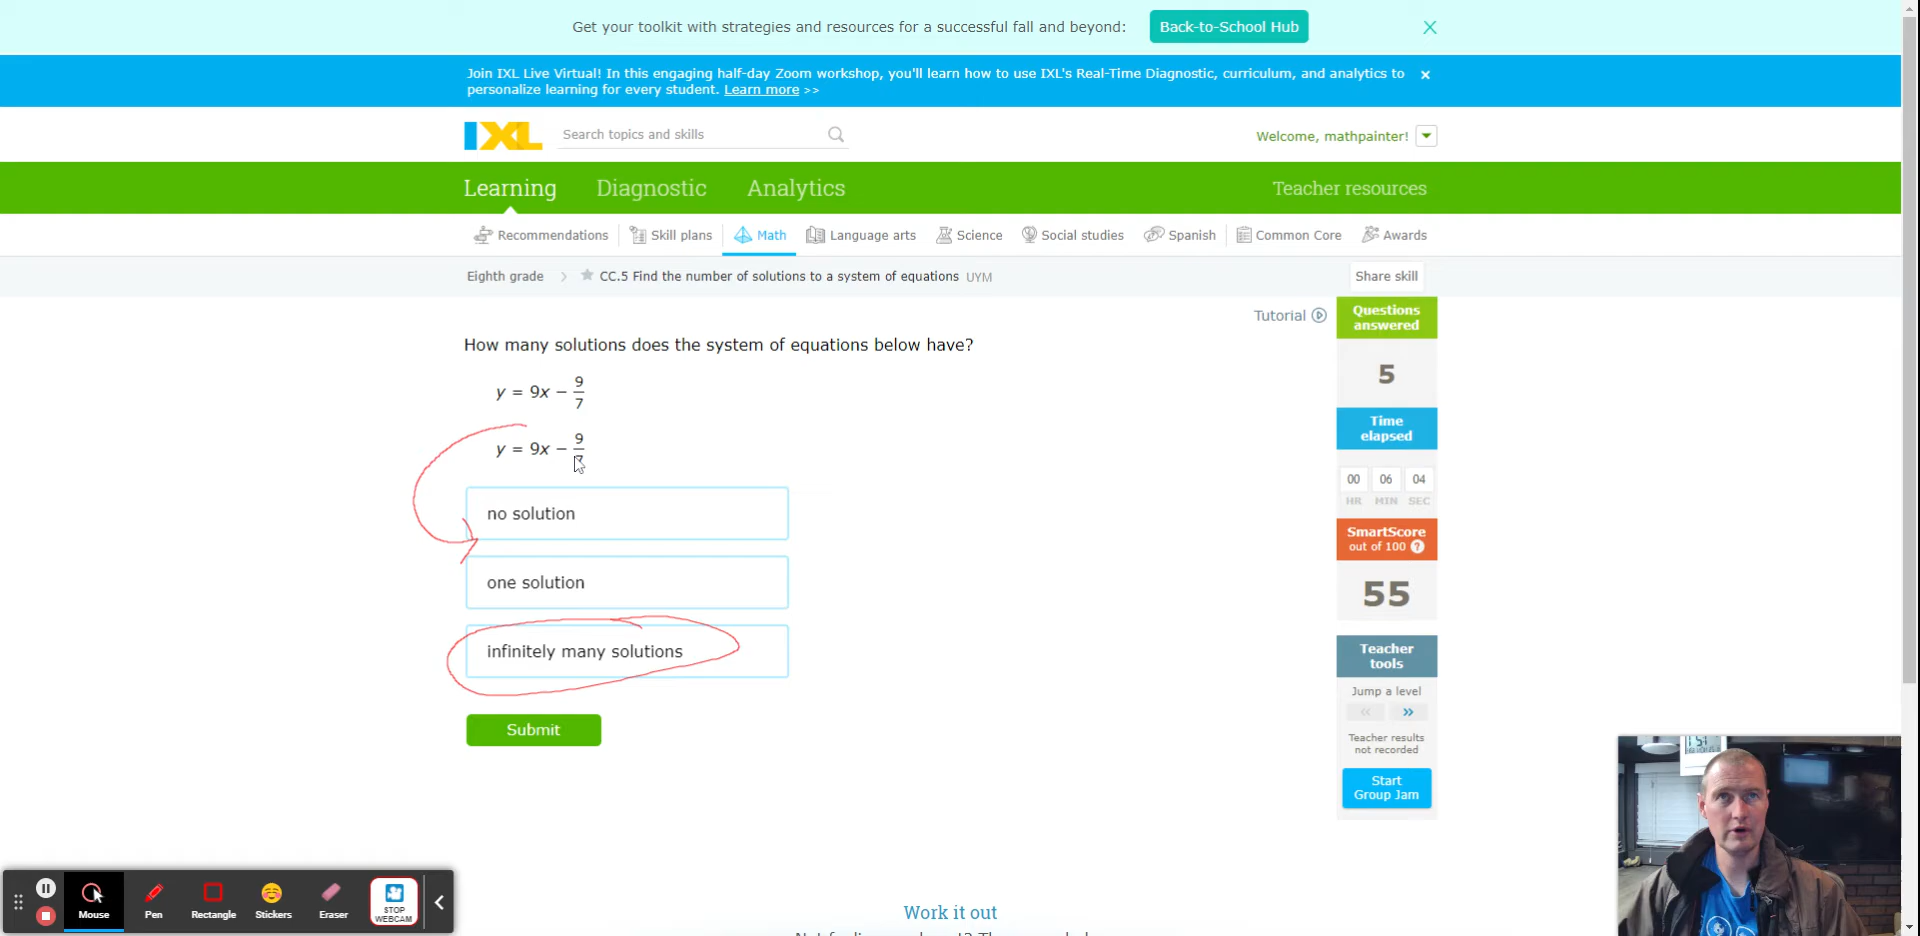 Get your toolkit with strategies and resources for a successful fall and beyond: Back-to-School Hub
Join IXL Live Virtual! In this engaging half-day Zoom workshop, you'll learn how to use IXL's Real-Time Diagnostic, curriculum, and analytics to
personalize learning for every student. Learn more >>
IXL Search topics and skills Welcome, mathpainter!
Learning Diagnostic Analytics Teacher resources
Recommendations Skill plans Math Language arts Science Social studies Spanish Common Core Awards
Eighth grade > CC.5 Find the number of solutions to a system of equations UYM Share skill
Tutorial
Questions
answered
5
Time
elapsed
00 06 04
HR MIN SEC
SmartScore
out of 100 ?
55
Teacher
tools
Jump a level
<< >>
Teacher results
not recorded
Start
Group Jam
How many solutions does the system of equations below have?
y = 9x − 9/7
y = 9x − 9/7
no solution
one solution
infinitely many solutions
Submit
Work it out
Mouse Pen Rectangle Stickers Eraser STOP
WEBCAM